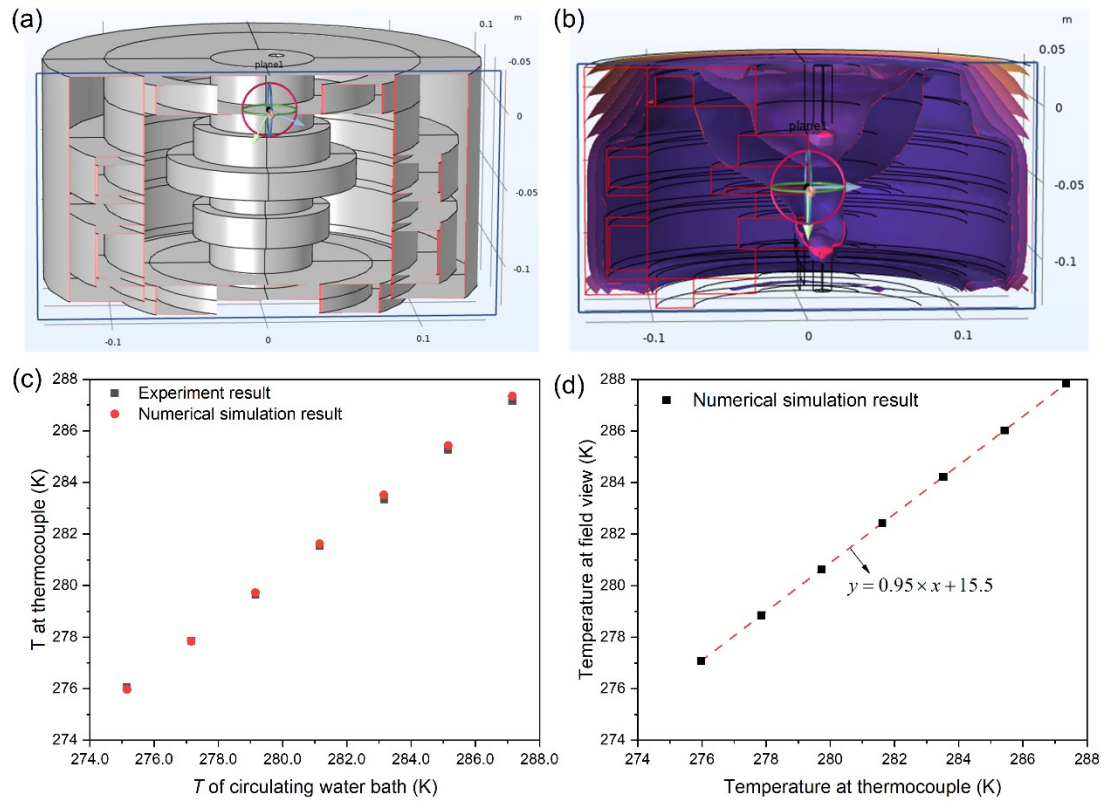 (a)
m
0.1
plane1
-0.05
0
-0.05
-0.1
-0.1
0
0.1
(b)
m
0.05
0
plane1
-0.05
-0.1
-0.1
0
0.1
(c)
288
Experiment result
Numerical simulation result
286
284
282
280
278
276
274
T at thermocouple (K)
274.0 276.0 278.0 280.0 282.0 284.0 286.0 288.0
T of circulating water bath (K)
(d)
288
Numerical simulation result
286
284
282
280
278
276
274
Temperature at field view (K)
y = 0.95 × x + 15.5
274 276 278 280 282 284 286 288
Temperature at thermocouple (K)